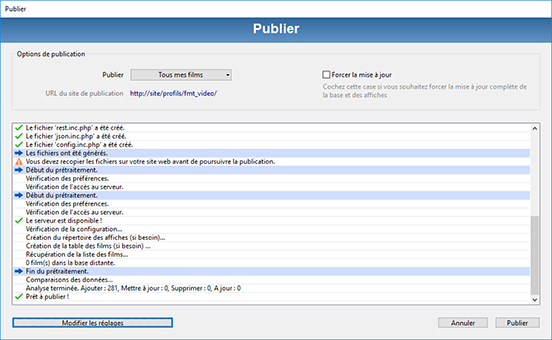 Publier
Publier
Options de publication
Publier
Tous mes films
Forcer la mise à jour
URL du site de publication
http://site/profils/fmt_video/
Cochez cette case si vous souhaitez forcer la mise à jour complète de
la base et des affiches
Le fichier 'rest.inc.php' a été créé.
Le fichier 'json.inc.php' a été créé.
Le fichier 'config.inc.php' a été créé.
Les fichiers ont été générés.
Vous devez recopier les fichiers sur votre site web avant de poursuivre la publication.
Début du prétraitement.
Vérification des préférences.
Vérification de l'accès au serveur.
Début du prétraitement.
Vérification des préférences.
Vérification de l'accès au serveur.
Le serveur est disponible !
Vérification de la configuration...
Création du répertoire des affiches (si besoin)...
Création de la table des films (si besoin) ...
Récupération de la liste des films...
0 film(s) dans la base distante.
Fin du prétraitement.
Comparaisons des données...
Analyse terminée. Ajouter : 281, Mettre à jour : 0, Supprimer : 0, A jour : 0
Prêt à publier !
Modifier les réglages
Annuler
Publier